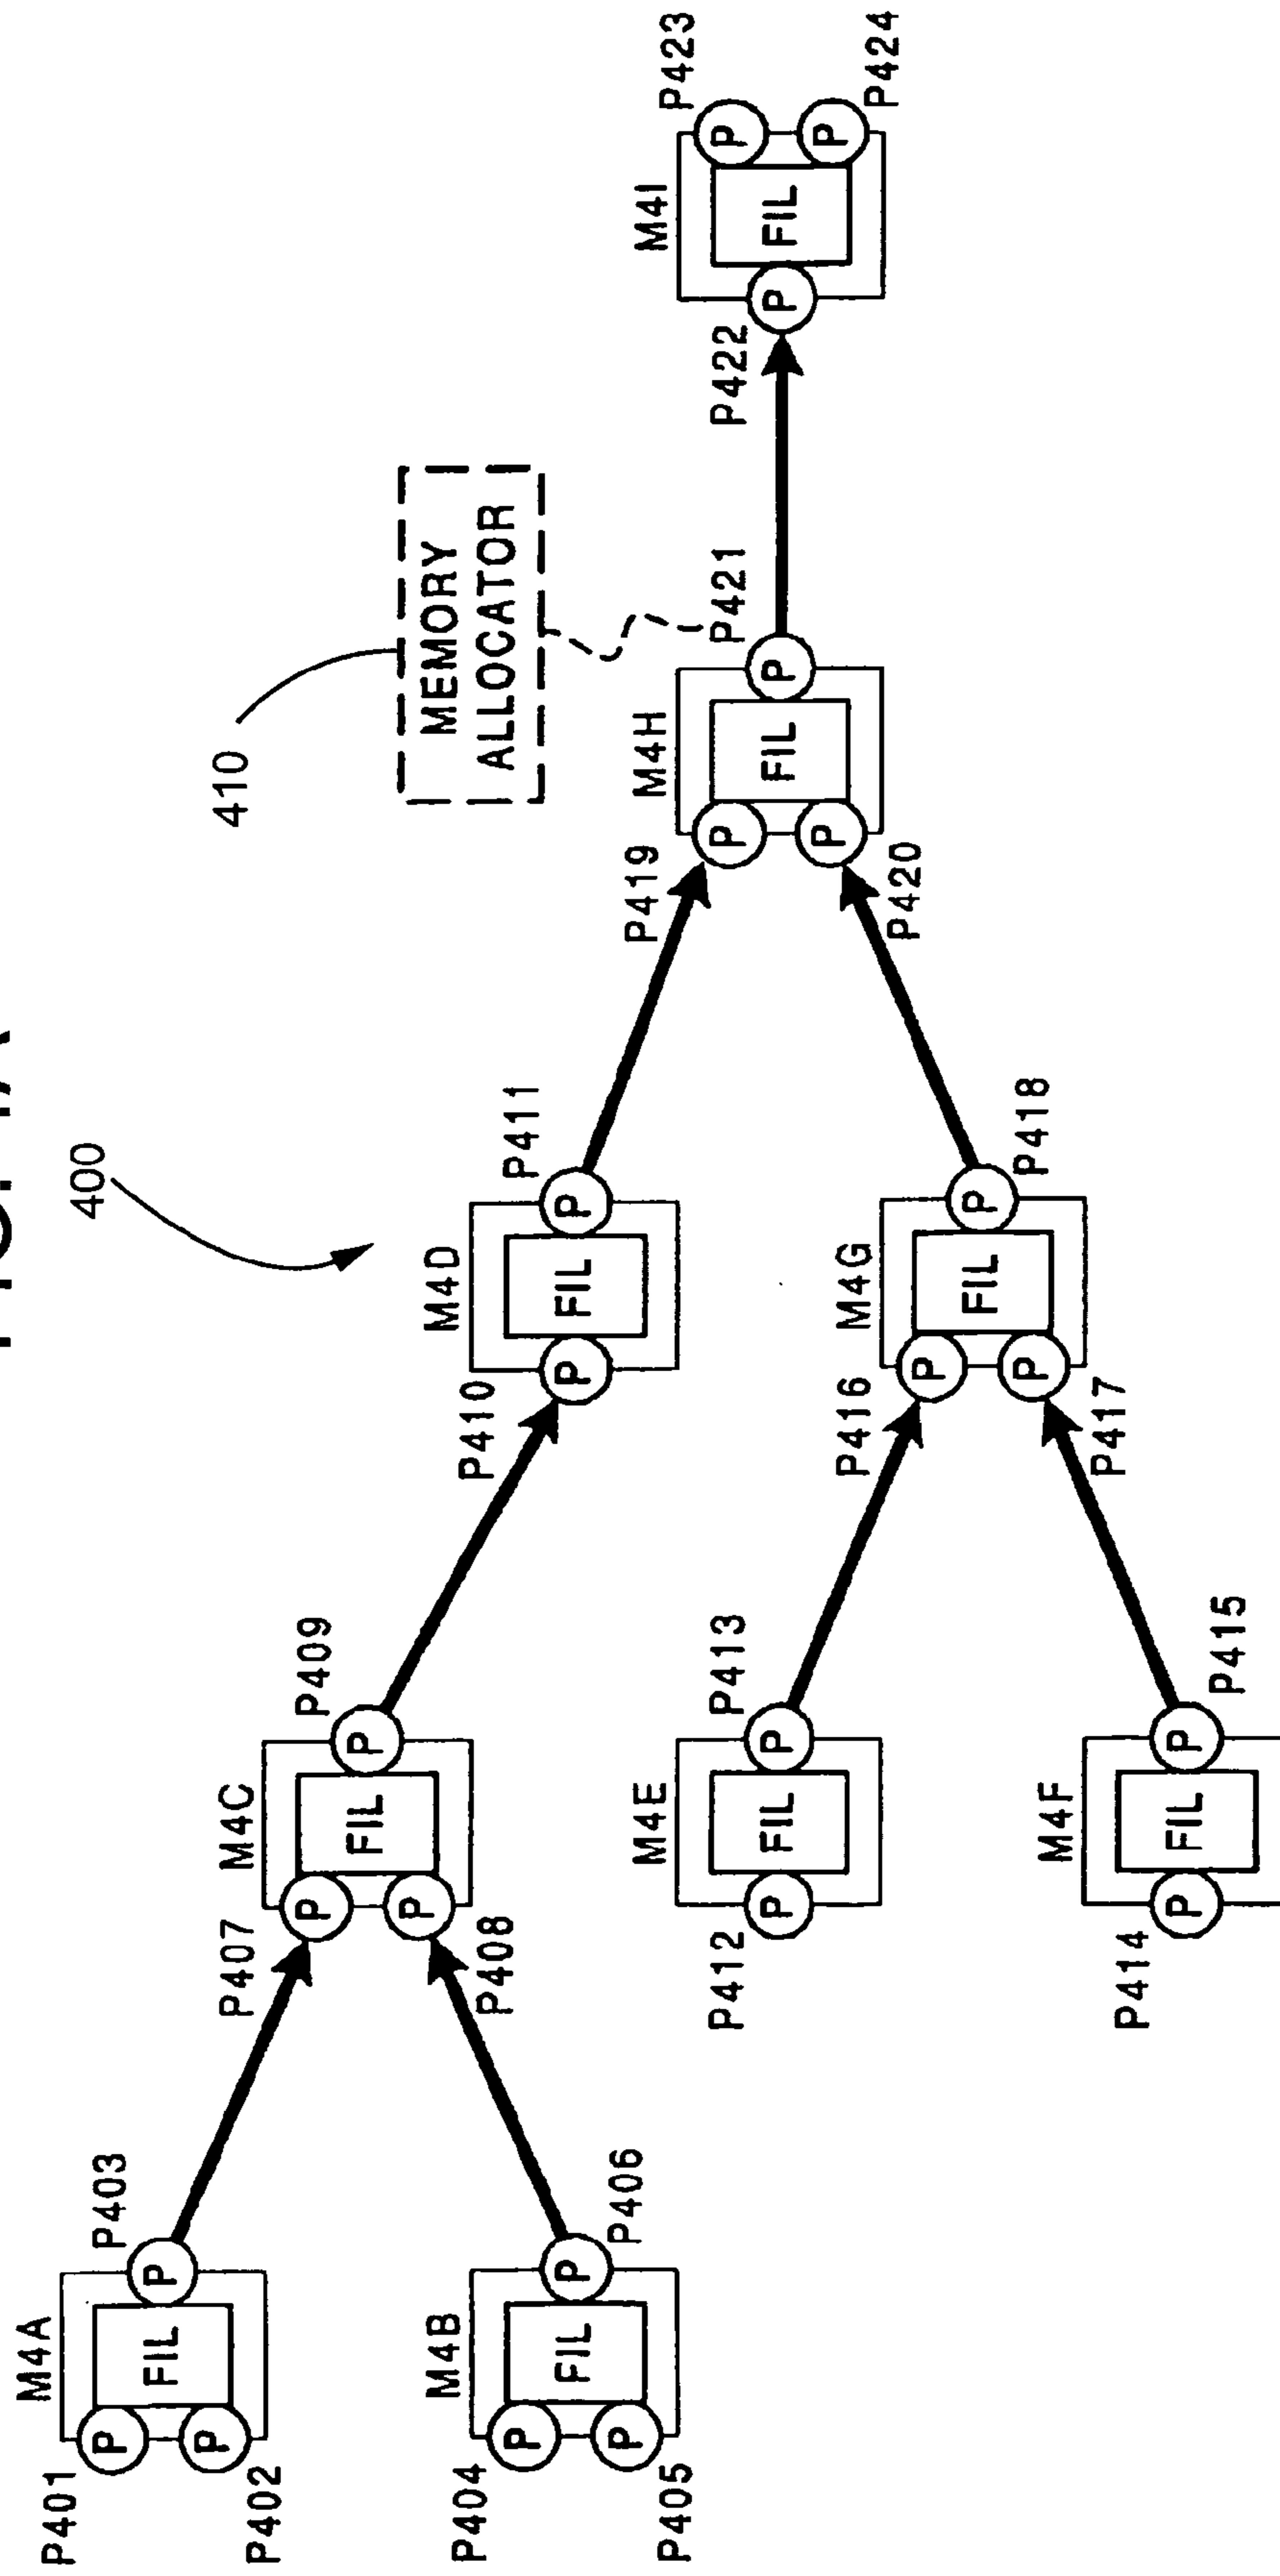 400
410
MEMORY
ALLOCATOR
M4A
P401
P402
P403
FIL
P
P
P
M4B
P404
P405
P406
FIL
P
P
P
M4C
P407
P408
P409
FIL
P
P
P
M4D
P410
P411
FIL
P
P
M4E
P412
P413
FIL
P
P
M4F
P414
P415
FIL
P
P
M4G
P416
P417
P418
FIL
P
P
P
M4H
P419
P420
P421
FIL
P
P
P
M4I
P422
P423
P424
FIL
P
P
P